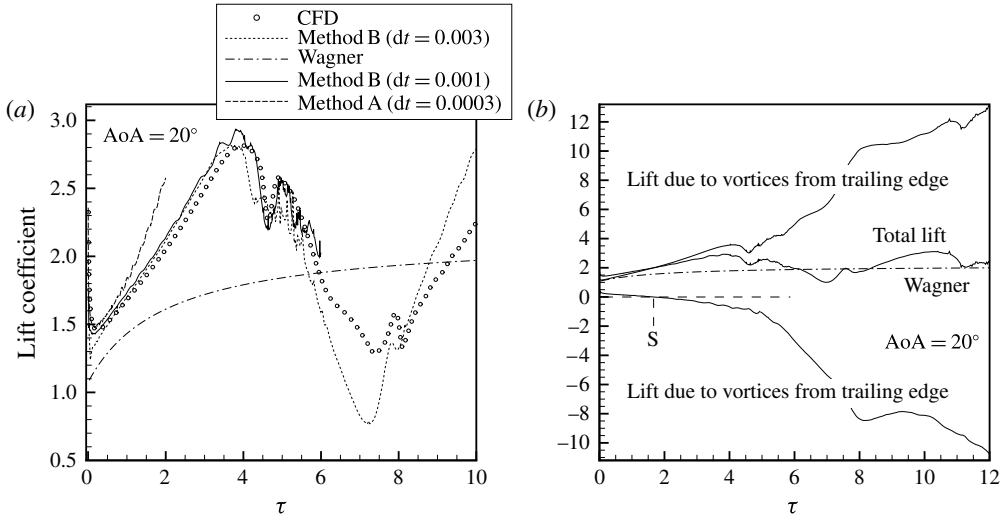 CFD
Method B (dt = 0.003)
Wagner
Method B (dt = 0.001)
Method A (dt = 0.0003)
(a)
AoA = 20°
3.0
2.5
2.0
1.5
1.0
0.5
Lift coefficient
0 2 4 6 8 10
τ
(b)
12
10
8
6
4
2
0
−2
−4
−6
−8
−10
Lift due to vortices from trailing edge
Total lift
Wagner
S
AoA = 20°
Lift due to vortices from trailing edge
0 2 4 6 8 10 12
τ